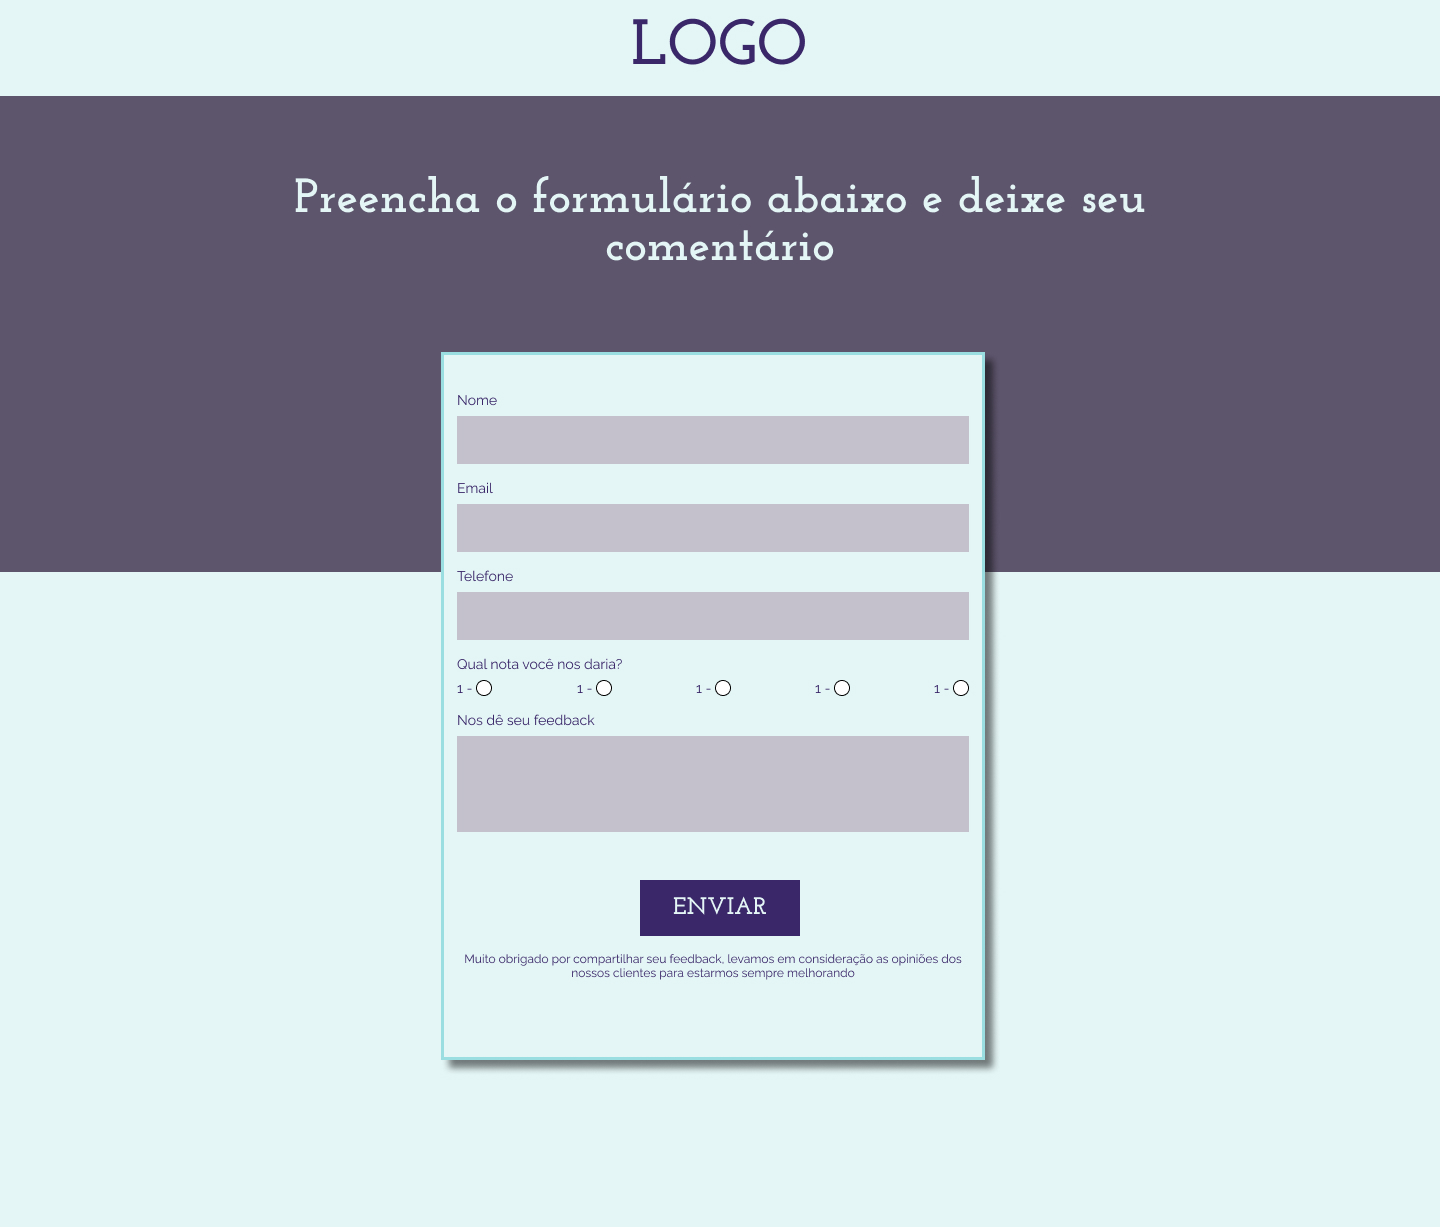 LOGO
Preencha o formulário abaixo e deixe seu
comentário
Nome
Email
Telefone
Qual nota você nos daria?
1 - 1 - 1 - 1 - 1 -
Nos dê seu feedback
ENVIAR
Muito obrigado por compartilhar seu feedback, levamos em consideração as opiniões dos
nossos clientes para estarmos sempre melhorando